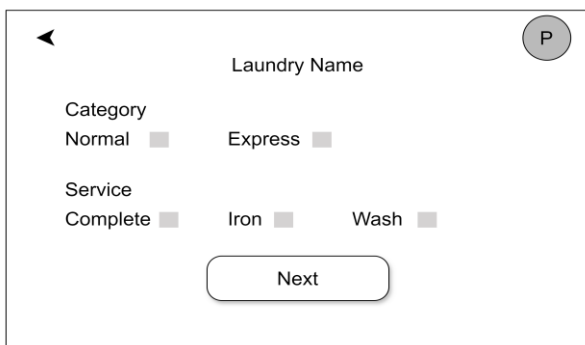 P
Laundry Name
Category
Normal Express
Service
Complete Iron Wash
Next